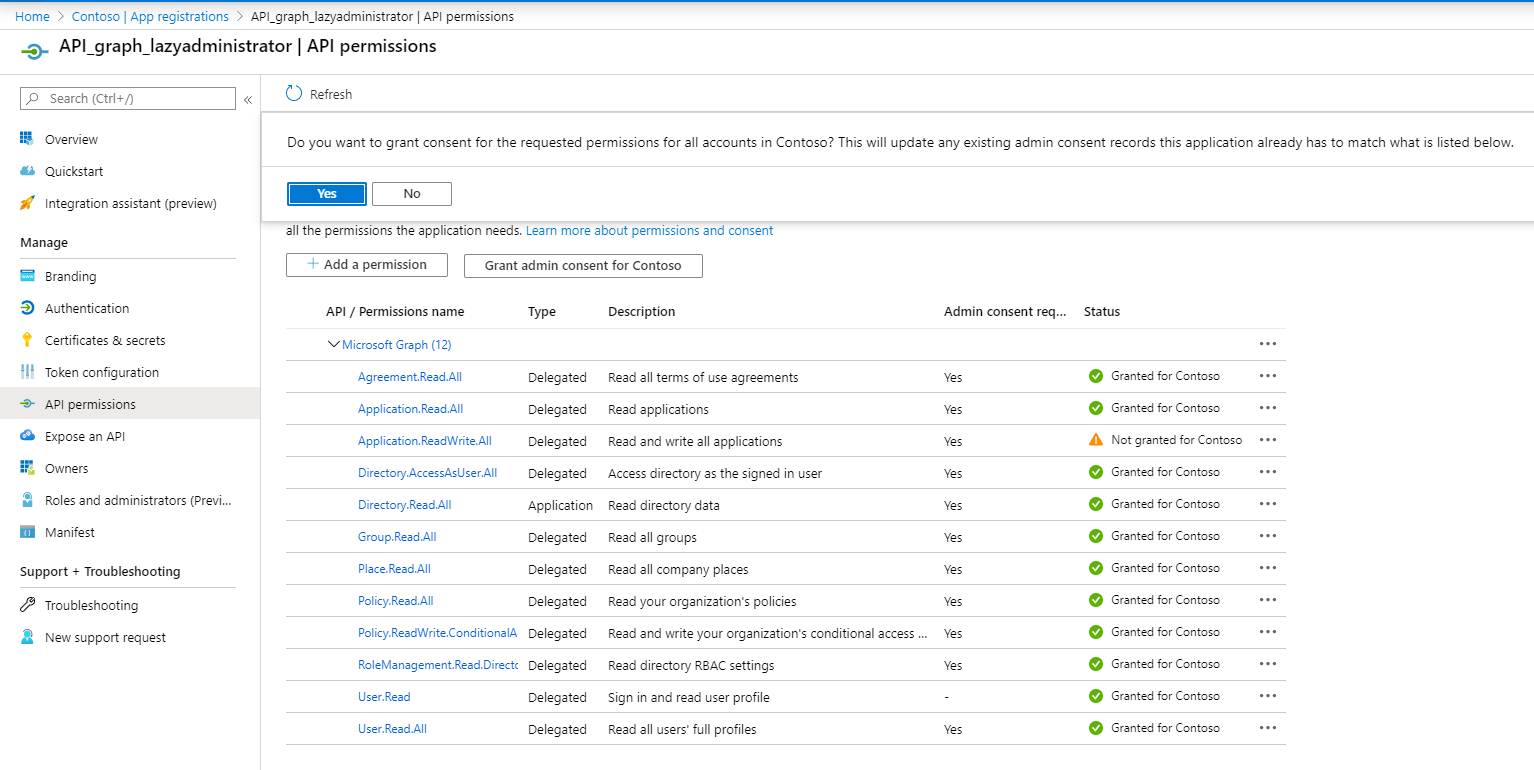 Home > Contoso | App registrations > API_graph_lazyadministrator | API permissions
API_graph_lazyadministrator | API permissions
Search (Ctrl+/)
«
Refresh
Do you want to grant consent for the requested permissions for all accounts in Contoso? This will update any existing admin consent records this application already has to match what is listed below.
Yes
No
Overview
Quickstart
Integration assistant (preview)
Manage
Branding
Authentication
Certificates & secrets
Token configuration
API permissions
Expose an API
Owners
Roles and administrators (Previ...
Manifest
Support + Troubleshooting
Troubleshooting
New support request
all the permissions the application needs. Learn more about permissions and consent
+ Add a permission
Grant admin consent for Contoso
API / Permissions name Type Description Admin consent req... Status
Microsoft Graph (12) ...
Agreement.Read.All Delegated Read all terms of use agreements Yes Granted for Contoso ...
Application.Read.All Delegated Read applications Yes Granted for Contoso ...
Application.ReadWrite.All Delegated Read and write all applications Yes Not granted for Contoso ...
Directory.AccessAsUser.All Delegated Access directory as the signed in user Yes Granted for Contoso ...
Directory.Read.All Application Read directory data Yes Granted for Contoso ...
Group.Read.All Delegated Read all groups Yes Granted for Contoso ...
Place.Read.All Delegated Read all company places Yes Granted for Contoso ...
Policy.Read.All Delegated Read your organization's policies Yes Granted for Contoso ...
Policy.ReadWrite.ConditionalA Delegated Read and write your organization's conditional access ... Yes Granted for Contoso ...
RoleManagement.Read.Directo Delegated Read directory RBAC settings Yes Granted for Contoso ...
User.Read Delegated Sign in and read user profile - Granted for Contoso ...
User.Read.All Delegated Read all users' full profiles Yes Granted for Contoso ...